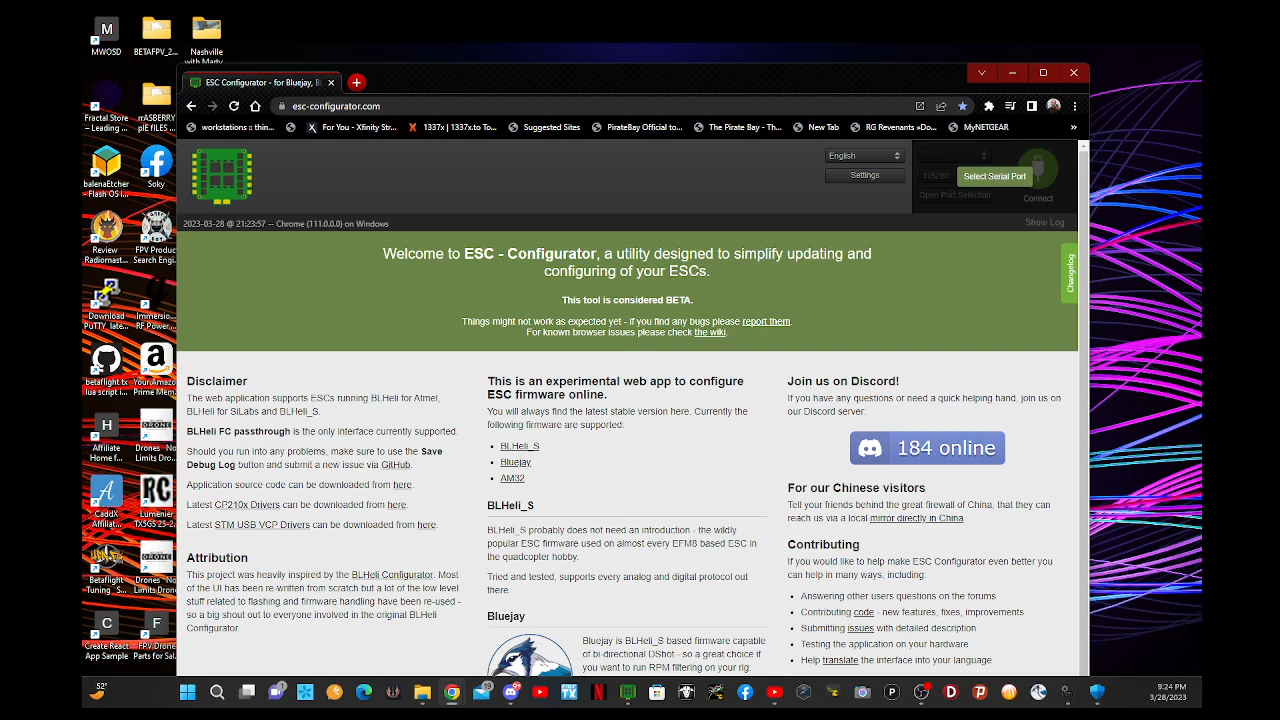 M
MWOSD
BETAFPV_2...
Nashville
with Marty
Fractal Store
– Leading ...
rrASBERRY
pIE fILES ...
balenaEtcher
- Flash OS i...
Soky
Review
Radiomast...
FPV Produc
Search Engi...
Download
PuTTY_ late...
Immersio...
RF Power...
betaflight tx
lua script i...
Your Amazo
Prime Mem...
H
Affiliate
Home f...
Drones - No
Limits Dron...
CaddX
Affiliat...
RC
Lumenier
TX5GS 25-2...
Betaflight
Tuning _S...
Drones - No
Limits Dron...
C
Create React
App Sample
F
FPV Drone
Parts for Sal...
ESC Configurator - for Bluejay, B
esc-configurator.com
workstations :: thin...
For You - Xfinity Str...
1337x | 1337x.to To...
Suggested Sites
PirateBay Official to...
The Pirate Bay - Th...
New Tab
Rc Revenants »Do...
MyNETGEAR
»
English
Settings
115200
Select Serial Port
Open Port Selection
Connect
2023-03-28 @ 21:23:57 -- Chrome (111.0.0.0) on Windows
Show Log
Welcome to ESC - Configurator, a utility designed to simplify updating and
configuring of your ESCs.
This tool is considered BETA.
Things might not work as expected yet - if you find any bugs please report them.
For known browser issues please check the wiki.
Changelog
Disclaimer
The web application supports ESCs running BLHeli for Atmel,
BLHeli for SiLabs and BLHeli_S.
BLHeli FC passthrough is the only interface currently supported.
Should you run into any problems, make sure to use the Save
Debug Log button and submit a new issue via GitHub.
Application source code can be downloaded from here.
Latest CP210x Drivers can be downloaded from here.
Latest STM USB VCP Drivers can be downloaded from here.
Attribution
This project was heavily inspired by the BLHeli Configurator. Most
of the UI has been re-written from scratch but a lot of the low level
stuff related to flashing and firmware handling have been re-used -
so a big shout out to everyone involved in the original BLHeli
Configurator.
This is an experimental web app to configure
ESC firmware online.
You will always find the latest stable version here. Currently the
following firmware are supported:
• BLHeli_S
• Bluejay
• AM32
BLHeli_S
BLHeli_S probably does not need an introduction - the wildly
popular ESC firmware used on almost every EFM8 based ESC in
the quadcopter hobby.
Tried and tested, supports every analog and digital protocol out
there.
Bluejay
Bluejay is BLHeli_S based firmware capable
of bi-directional DShot - so a great choice if
you want to run RPM filtering on your rig.
Join us on Discord!
If you have any questions or need a quick helping hand, join us on
our Discord server:
184 online
For our Chinese visitors
Tell your friends behind the great firewall of China, that they can
reach us via a local mirror directly in China.
Contributing
If you would like to help make ESC Configurator even better you
can help in many ways, including:
• Answering other users questions on the forums
• Contributing code - new features, fixes, improvements
• Submitting issues with detailed description
• Testing the application on your hardware
• Help translate the interface into your language
52°
9:24 PM
3/28/2023